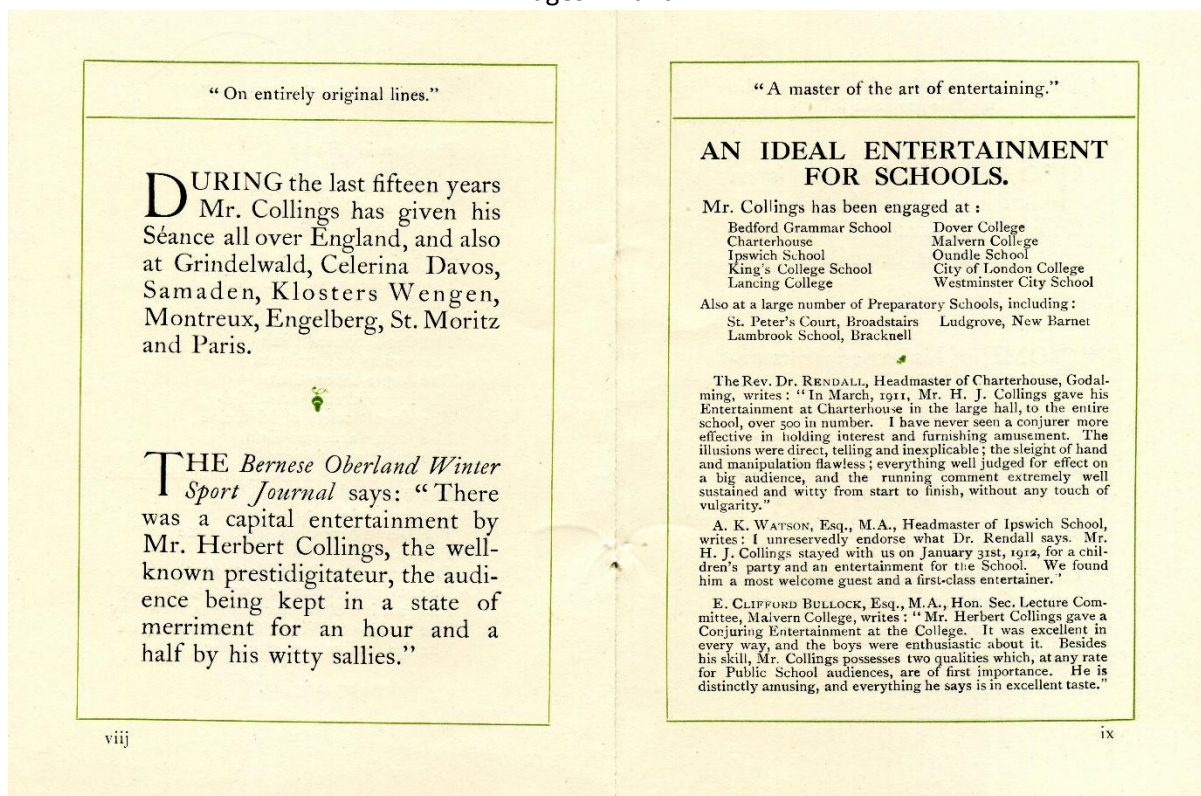 "On entirely original lines."
DURING the last fifteen years
Mr. Collings has given his
Séance all over England, and also
at Grindelwald, Celerina Davos,
Samaden, Klosters Wengen,
Montreux, Engelberg, St. Moritz
and Paris.
THE Bernese Oberland Winter
Sport Journal says: "There
was a capital entertainment by
Mr. Herbert Collings, the well-
known prestidigitateur, the audi-
ence being kept in a state of
merriment for an hour and a
half by his witty sallies."
viij
"A master of the art of entertaining."
AN IDEAL ENTERTAINMENT
FOR SCHOOLS.
Mr. Collings has been engaged at :
Bedford Grammar School Dover College
Charterhouse Malvern College
Ipswich School Oundle School
King's College School City of London College
Lancing College Westminster City School
Also at a large number of Preparatory Schools, including :
St. Peter's Court, Broadstairs Ludgrove, New Barnet
Lambrook School, Bracknell
The Rev. Dr. RENDALL, Headmaster of Charterhouse, Godal-
ming, writes : "In March, 1911, Mr. H. J. Collings gave his
Entertainment at Charterhouse in the large hall, to the entire
school, over 500 in number. I have never seen a conjurer more
effective in holding interest and furnishing amusement. The
illusions were direct, telling and inexplicable ; the sleight of hand
and manipulation flawless ; everything well judged for effect on
a big audience, and the running comment extremely well
sustained and witty from start to finish, without any touch of
vulgarity."
A. K. WATSON, Esq., M.A., Headmaster of Ipswich School,
writes : I unreservedly endorse what Dr. Rendall says. Mr.
H. J. Collings stayed with us on January 31st, 1912, for a chil-
dren's party and an entertainment for the School. We found
him a most welcome guest and a first-class entertainer.'
E. CLIFFORD BULLOCK, Esq., M.A., Hon. Sec. Lecture Com-
mittee, Malvern College, writes : "Mr. Herbert Collings gave a
Conjuring Entertainment at the College. It was excellent in
every way, and the boys were enthusiastic about it. Besides
his skill, Mr. Collings possesses two qualities which, at any rate
for Public School audiences, are of first importance. He is
distinctly amusing, and everything he says is in excellent taste."
ix